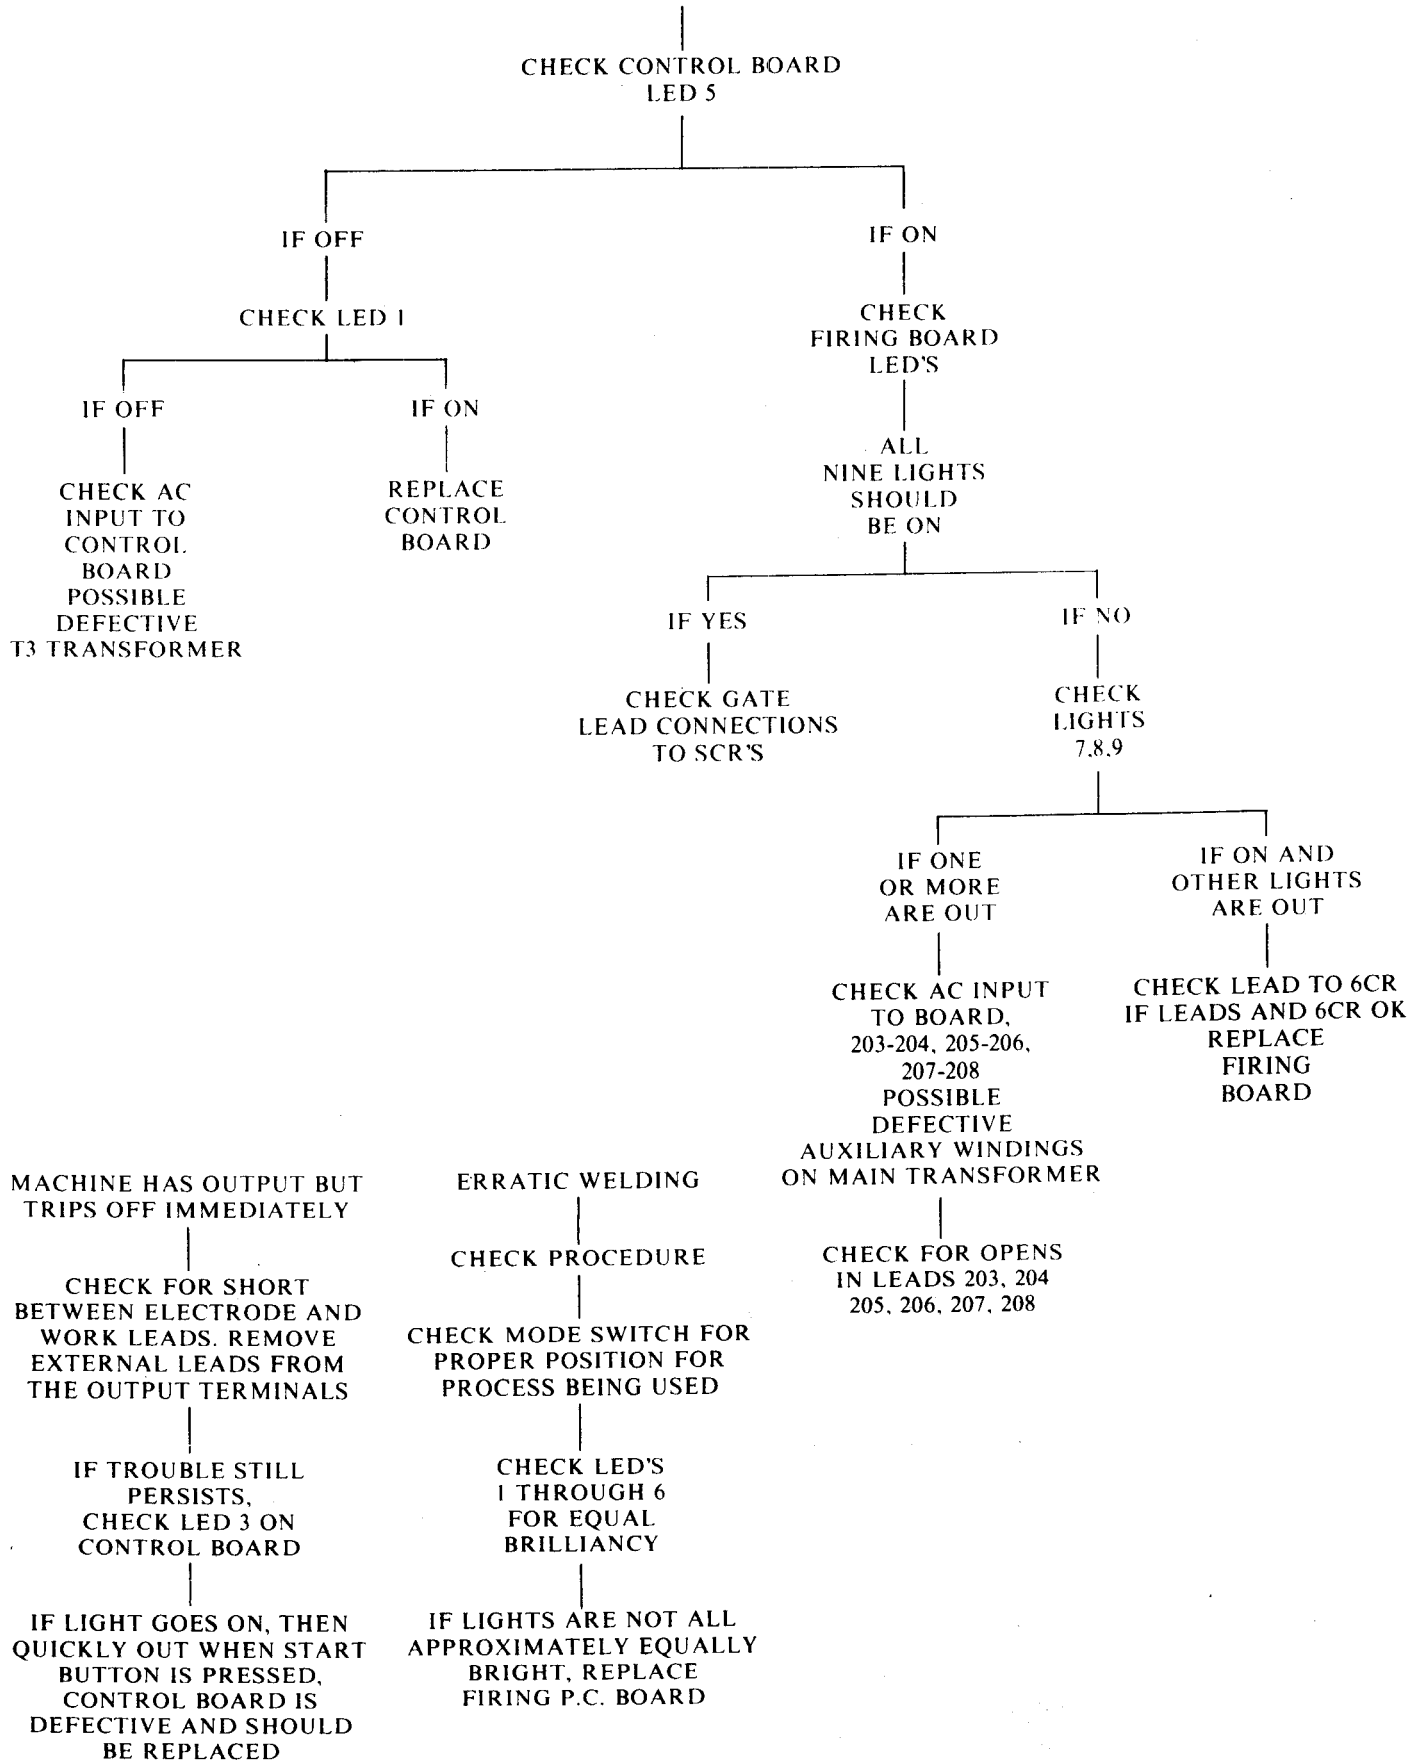 CHECK CONTROL BOARD
LED 5
IF OFF
IF ON
CHECK LED 1
CHECK
FIRING BOARD
LED'S
IF OFF
IF ON
ALL
NINE LIGHTS
SHOULD
BE ON
CHECK AC
INPUT TO
CONTROL
BOARD
POSSIBLE
DEFECTIVE
T3 TRANSFORMER
REPLACE
CONTROL
BOARD
IF YES
IF NO
CHECK GATE
LEAD CONNECTIONS
TO SCR'S
CHECK
LIGHTS
7,8,9
IF ONE
OR MORE
ARE OUT
IF ON AND
OTHER LIGHTS
ARE OUT
CHECK AC INPUT
TO BOARD,
203-204, 205-206,
207-208
POSSIBLE
DEFECTIVE
AUXILIARY WINDINGS
ON MAIN TRANSFORMER
CHECK LEAD TO 6CR
IF LEADS AND 6CR OK
REPLACE
FIRING
BOARD
CHECK FOR OPENS
IN LEADS 203, 204
205, 206, 207, 208
MACHINE HAS OUTPUT BUT
TRIPS OFF IMMEDIATELY
CHECK FOR SHORT
BETWEEN ELECTRODE AND
WORK LEADS. REMOVE
EXTERNAL LEADS FROM
THE OUTPUT TERMINALS
IF TROUBLE STILL
PERSISTS,
CHECK LED 3 ON
CONTROL BOARD
IF LIGHT GOES ON, THEN
QUICKLY OUT WHEN START
BUTTON IS PRESSED,
CONTROL BOARD IS
DEFECTIVE AND SHOULD
BE REPLACED
ERRATIC WELDING
CHECK PROCEDURE
CHECK MODE SWITCH FOR
PROPER POSITION FOR
PROCESS BEING USED
CHECK LED'S
1 THROUGH 6
FOR EQUAL
BRILLIANCY
IF LIGHTS ARE NOT ALL
APPROXIMATELY EQUALLY
BRIGHT, REPLACE
FIRING P.C. BOARD